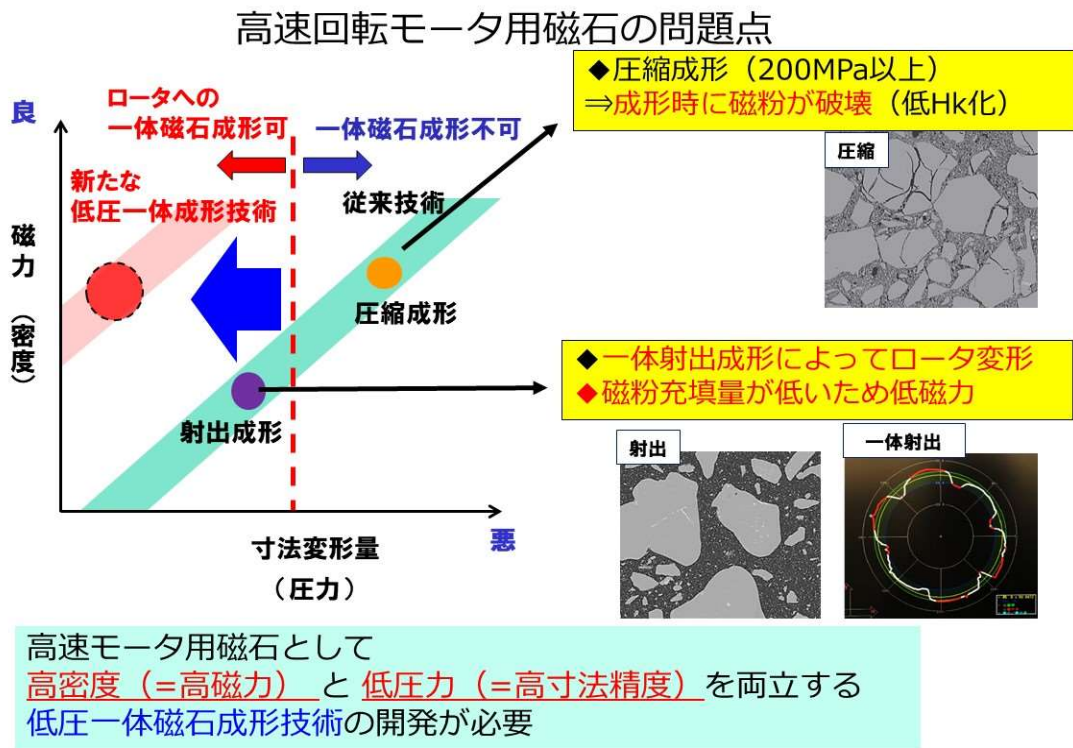 高速回転モータ用磁石の問題点
◆圧縮成形（200MPa以上）
⇒成形時に磁粉が破壊（低Hk化）
圧縮
良
ロータへの
一体磁石成形可
一体磁石成形不可
新たな
低圧一体成形技術
従来技術
磁力（密度）
圧縮成形
射出成形
寸法変形量
（圧力）
悪
◆一体射出成形によってロータ変形
◆磁粉充填量が低いため低磁力
射出
一体射出
高速モータ用磁石として
高密度（=高磁力） と 低圧力（=高寸法精度）を両立する
低圧一体磁石成形技術の開発が必要